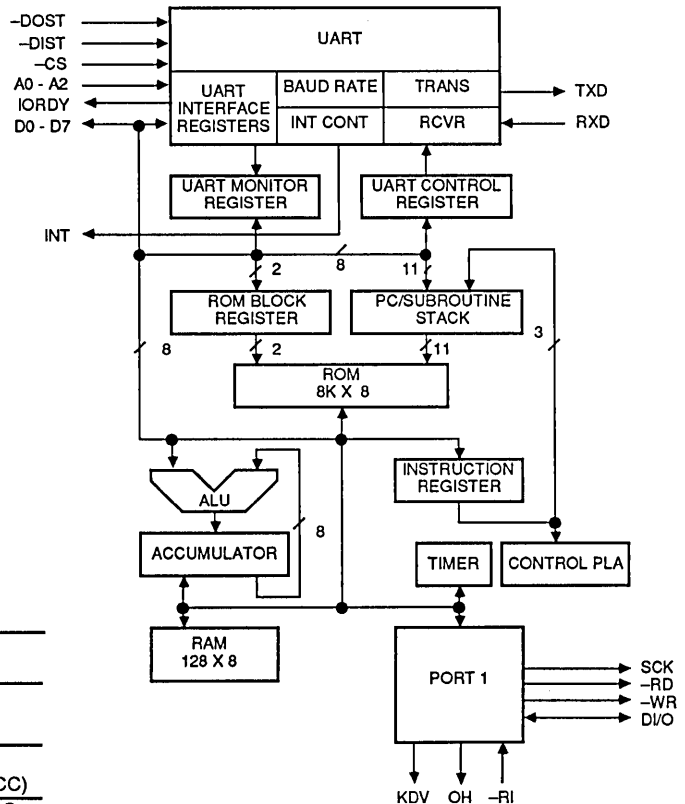 –DOST
–DIST
–CS
A0 - A2
IORDY
D0 - D7
UART
UART
INTERFACE
REGISTERS
BAUD RATE
TRANS
INT CONT
RCVR
TXD
RXD
UART MONITOR
REGISTER
UART CONTROL
REGISTER
INT
8
2
11
ROM BLOCK
REGISTER
PC/SUBROUTINE
STACK
3
8
2
11
ROM
8K X 8
ALU
8
INSTRUCTION
REGISTER
ACCUMULATOR
TIMER
CONTROL PLA
RAM
128 X 8
PORT 1
SCK
–RD
–WR
DI/O
KDV OH –RI
CC)